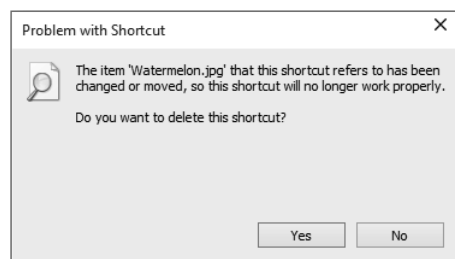 Problem with Shortcut
The item 'Watermelon.jpg' that this shortcut refers to has been
changed or moved, so this shortcut will no longer work properly.
Do you want to delete this shortcut?
Yes No